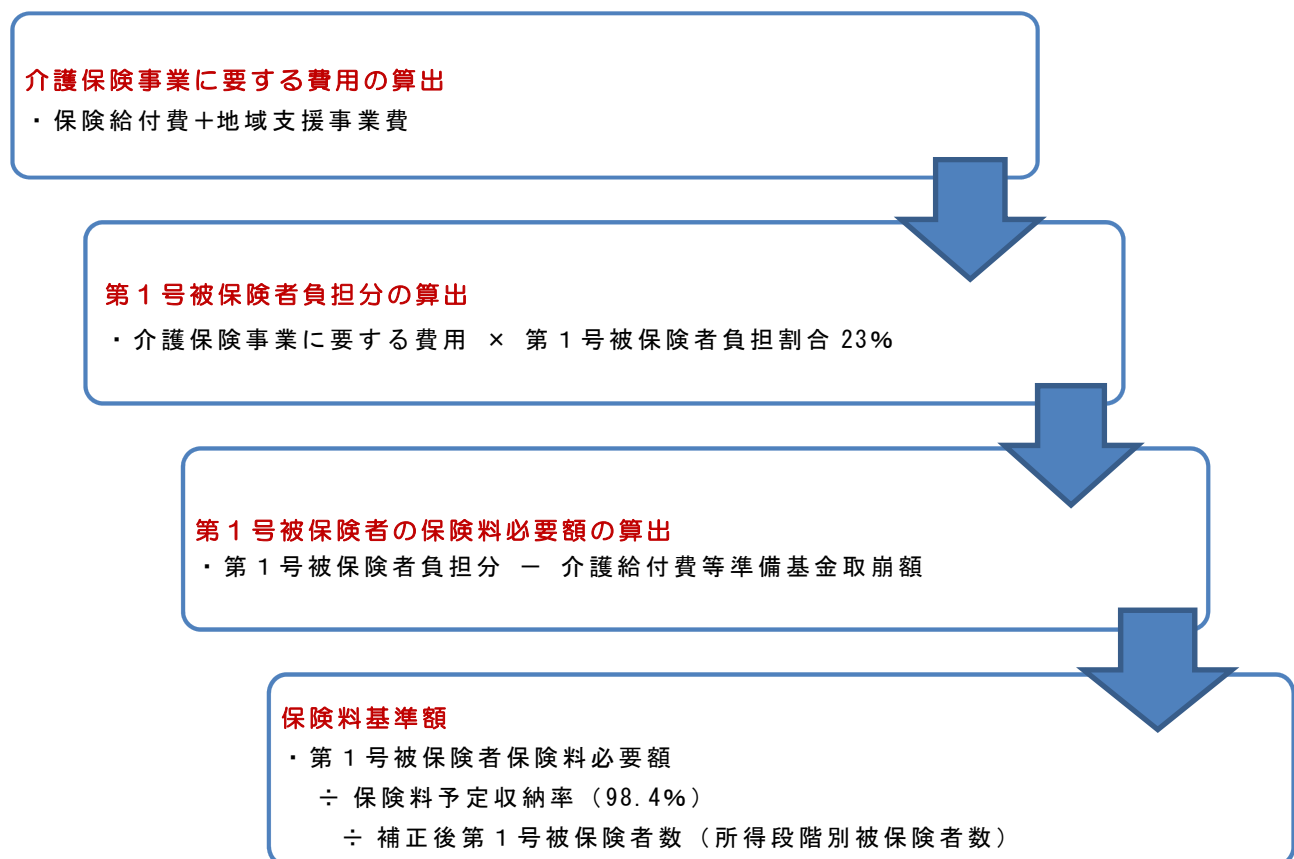 介護保険事業に要する費用の算出
・保険給付費＋地域支援事業費
第１号被保険者負担分の算出
・介護保険事業に要する費用 × 第１号被保険者負担割合 23%
第１号被保険者の保険料必要額の算出
・第１号被保険者負担分 － 介護給付費等準備基金取崩額
保険料基準額
・第１号被保険者保険料必要額
÷ 保険料予定収納率（98.4%）
÷ 補正後第１号被保険者数（所得段階別被保険者数）